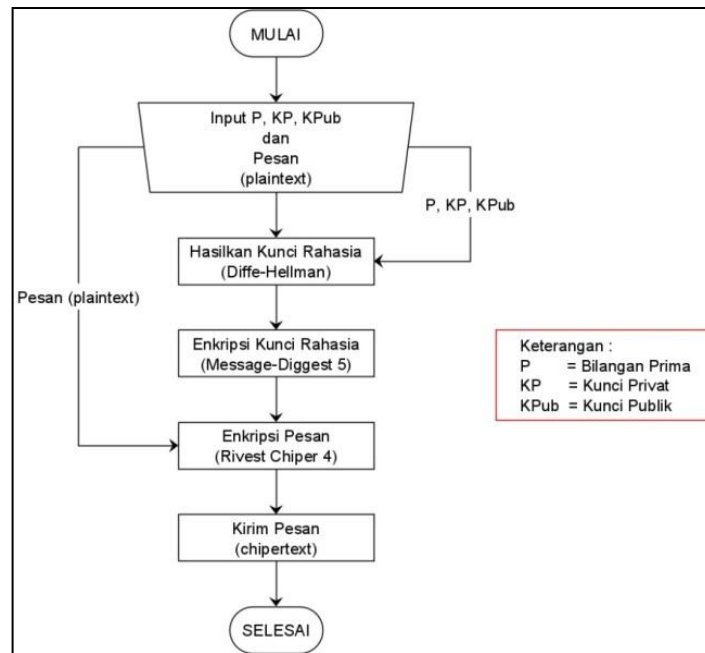 MULAI
Input P, KP, KPub
dan
Pesan
(plaintext)
P, KP, KPub
Hasilkan Kunci Rahasia
(Diffe-Hellman)
Pesan (plaintext)
Enkripsi Kunci Rahasia
(Message-Diggest 5)
Keterangan :
P = Bilangan Prima
KP = Kunci Privat
KPub = Kunci Publik
Enkripsi Pesan
(Rivest Chiper 4)
Kirim Pesan
(chipertext)
SELESAI